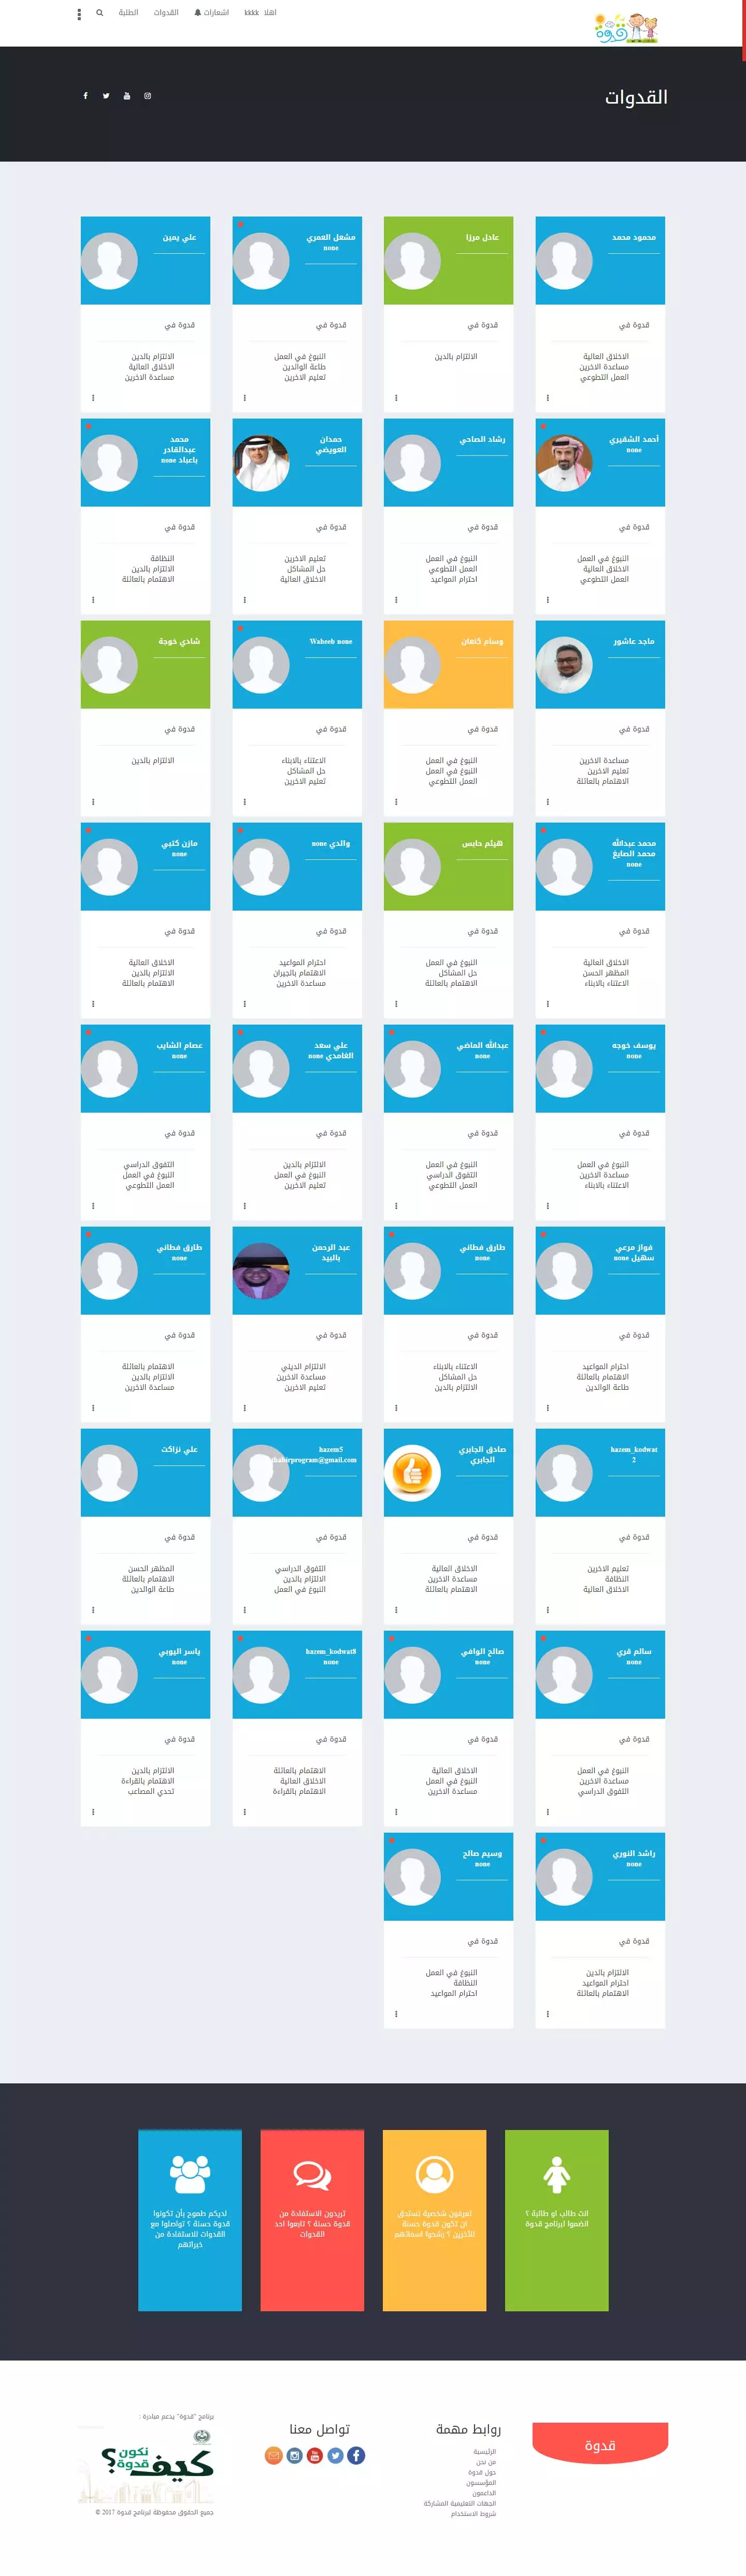 اهلا kkkk
اشعارات
القدوات
الطلبة
القدوات
محمود محمد
قدوة في
الاخلاق العالية
مساعدة الاخرين
العمل التطوعي
عادل مرزا
قدوة في
الالتزام بالدين
مشعل العمري
none
قدوة في
النبوغ في العمل
طاعة الوالدين
تعليم الاخرين
علي يمين
قدوة في
الالتزام بالدين
الاخلاق العالية
مساعدة الاخرين
أحمد الشقيري
none
قدوة في
النبوغ في العمل
الاخلاق العالية
العمل التطوعي
رشاد الصاحي
قدوة في
النبوغ في العمل
العمل التطوعي
احترام المواعيد
حمدان
العويضي
قدوة في
تعليم الاخرين
حل المشاكل
الاخلاق العالية
محمد
عبدالقادر
باعباد none
قدوة في
النظافة
الالتزام بالدين
الاهتمام بالعائلة
ماجد عاشور
قدوة في
مساعدة الاخرين
تعليم الاخرين
الاهتمام بالعائلة
وسام كنعان
قدوة في
النبوغ في العمل
النبوغ في العمل
العمل التطوعي
Waheeb none
قدوة في
الاعتناء بالابناء
حل المشاكل
تعليم الاخرين
شادي خوجة
قدوة في
الالتزام بالدين
محمد عبدالله
محمد الصايغ
none
قدوة في
الاخلاق العالية
المظهر الحسن
الاعتناء بالابناء
هيثم حابس
قدوة في
النبوغ في العمل
حل المشاكل
الاهتمام بالعائلة
والدي none
قدوة في
احترام المواعيد
الاهتمام بالجيران
مساعدة الاخرين
مازن كتبي
none
قدوة في
الاخلاق العالية
الالتزام بالدين
الاهتمام بالعائلة
يوسف خوجه
none
قدوة في
النبوغ في العمل
مساعدة الاخرين
الاعتناء بالابناء
عبدالله الماضي
none
قدوة في
النبوغ في العمل
التفوق الدراسي
العمل التطوعي
علي سعد
الغامدي none
قدوة في
الالتزام بالدين
النبوغ في العمل
تعليم الاخرين
عصام الشايب
none
قدوة في
التفوق الدراسي
النبوغ في العمل
العمل التطوعي
فواز مرعي
سهيل none
قدوة في
احترام المواعيد
الاهتمام بالعائلة
طاعة الوالدين
طارق فطاني
none
قدوة في
الاعتناء بالابناء
حل المشاكل
الالتزام بالدين
عبد الرحمن
بالبيد
قدوة في
الالتزام الديني
مساعدة الاخرين
تعليم الاخرين
طارق فطاني
none
قدوة في
الاهتمام بالعائلة
الالتزام بالدين
مساعدة الاخرين
hazem_kodwat
2
قدوة في
تعليم الاخرين
النظافة
الاخلاق العالية
صادق الجابري
الجابري
قدوة في
الاخلاق العالية
مساعدة الاخرين
الاهتمام بالعائلة
hazem5
قدوة في
التفوق الدراسي
الالتزام بالدين
النبوغ في العمل
علي نزاكت
قدوة في
المظهر الحسن
الاهتمام بالعائلة
طاعة الوالدين
سالم قري
none
قدوة في
النبوغ في العمل
مساعدة الاخرين
التفوق الدراسي
صالح الوافي
none
قدوة في
الاخلاق العالية
النبوغ في العمل
مساعدة الاخرين
hazem_kodwat8
none
قدوة في
الاهتمام بالعائلة
الاخلاق العالية
الاهتمام بالقراءة
ياسر اليوبي
none
قدوة في
الالتزام بالدين
الاهتمام بالقراءة
تحدي المصاعب
راشد النوري
none
قدوة في
الالتزام بالدين
احترام المواعيد
الاهتمام بالعائلة
وسيم صالح
none
قدوة في
النبوغ في العمل
النظافة
احترام المواعيد
انت طالب او طالبة ؟
انضموا لبرنامج قدوة
تعرفون شخصية تستحق
ان تكون قدوة حسنة
للآخرين ؟ رشحوا اسمائهم
تريدون الاستفادة من
قدوة حسنة ؟ تابعوا احد
القدوات
لديكم طموح بأن تكونوا
قدوة حسنة ؟ تواصلوا مع
القدوات للاستفادة من
خبراتهم
قدوة
روابط مهمة
الرئيسية
من نحن
حول قدوة
المؤسسون
الداعمون
الجهات التعليمية المشاركة
شروط الاستخدام
تواصل معنا
برنامج "قدوة" يدعم مبادرة :
كيف نكون قدوة؟
جميع الحقوق محفوظة لبرنامج قدوة 2017 ©